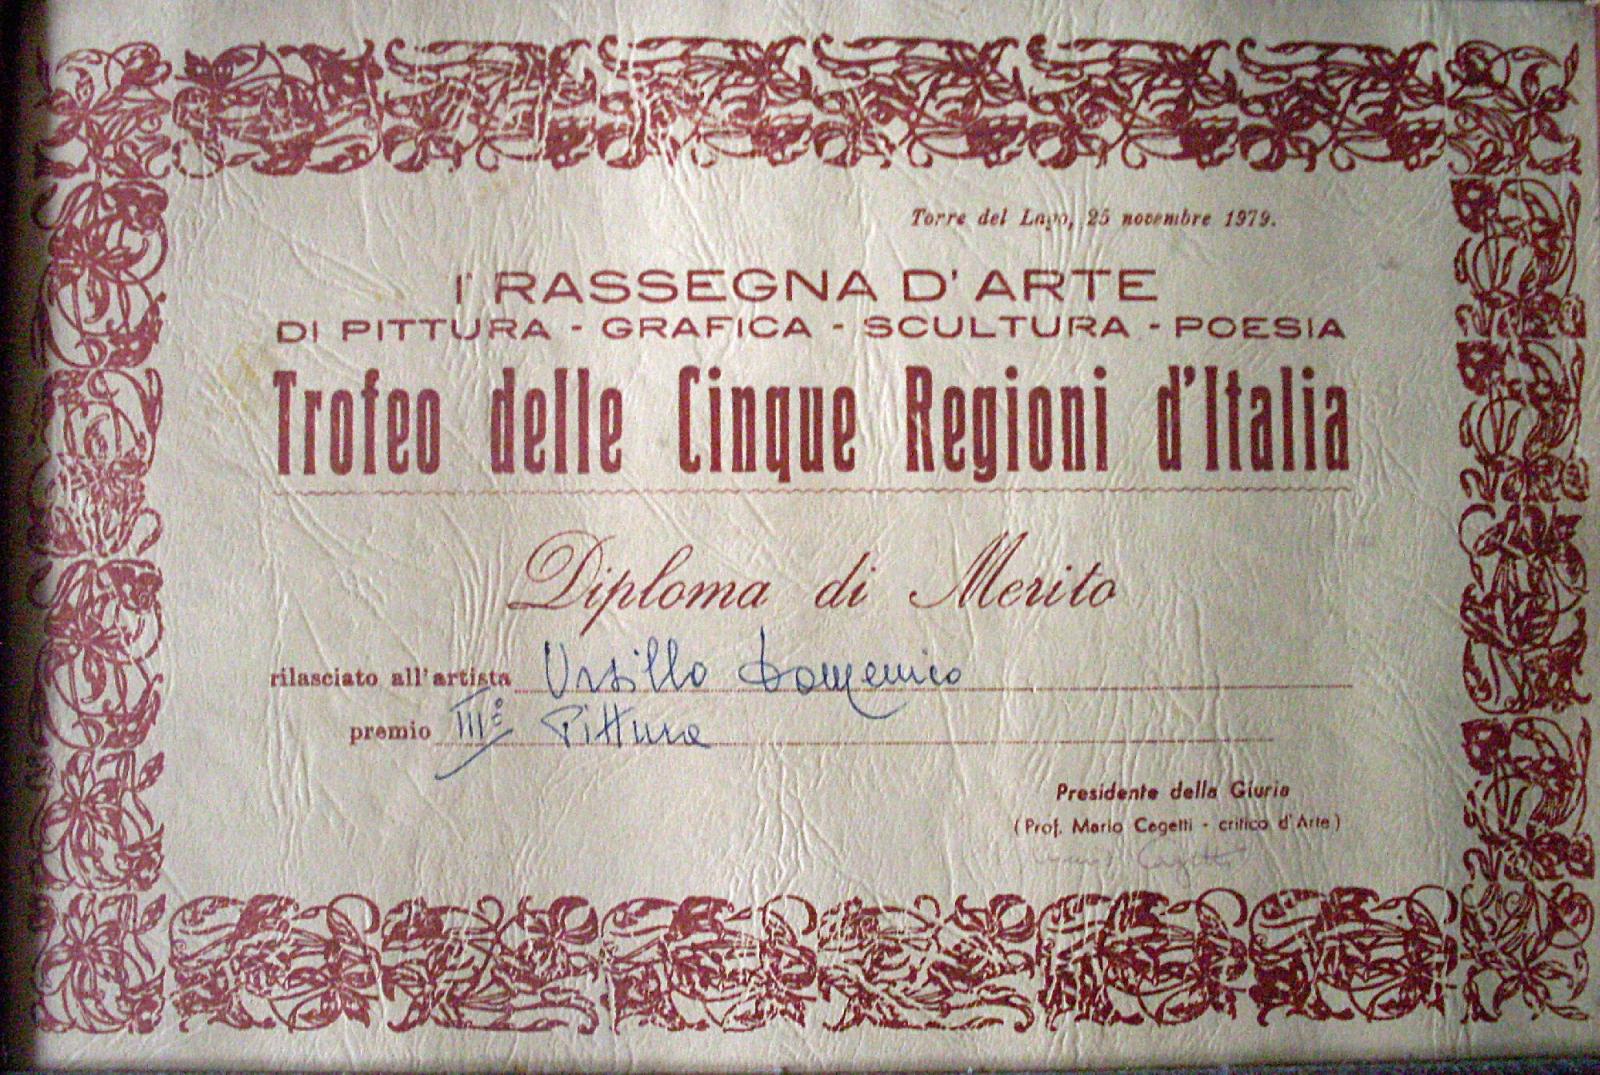 Torre del Lago, 25 novembre 1979.
I' RASSEGNA D'ARTE
DI PITTURA - GRAFICA - SCULTURA - POESIA
Trofeo delle Cinque Regioni d'Italia
Diploma di Merito
rilasciato all'artista Ursillo Domenico
premio III° Pittura
Presidente della Giuria
(Prof. Mario Cegetti - critico d'Arte)